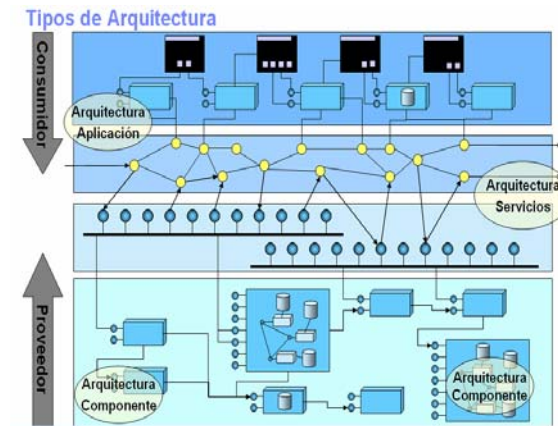 Tipos de Arquitectura
Consumidor
Arquitectura
Aplicación
Arquitectura
Servicios
Proveedor
Arquitectura
Componente
Arquitectura
Componente